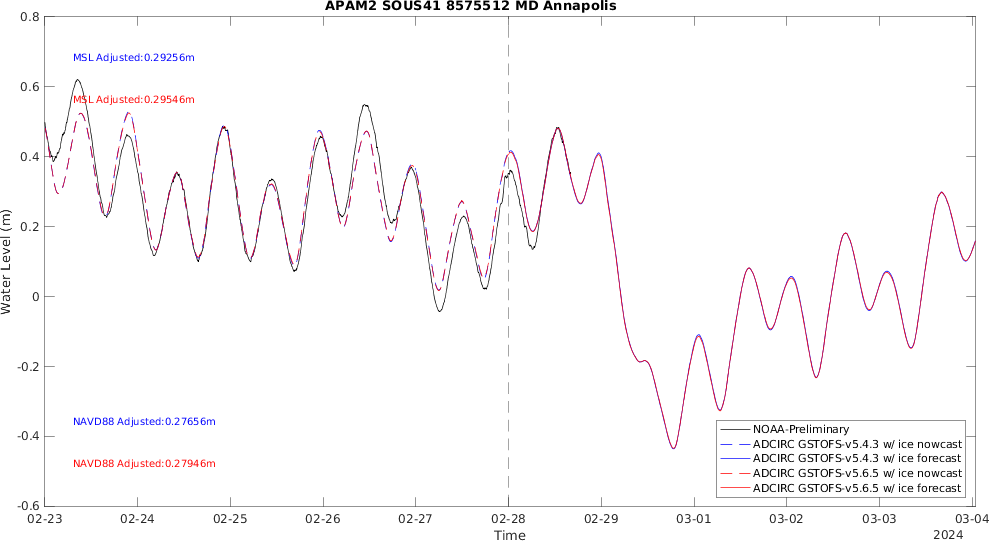 APAM2 SOUS41 8575512 MD Annapolis
0.8
0.6
0.4
0.2
0
-0.2
-0.4
-0.6
Water Level (m)
MSL Adjusted:0.29256m
MSL Adjusted:0.29546m
NAVD88 Adjusted:0.27656m
NAVD88 Adjusted:0.27946m
NOAA-Preliminary
ADCIRC GSTOFS-v5.4.3 w/ ice nowcast
ADCIRC GSTOFS-v5.4.3 w/ ice forecast
ADCIRC GSTOFS-v5.6.5 w/ ice nowcast
ADCIRC GSTOFS-v5.6.5 w/ ice forecast
02-23 02-24 02-25 02-26 02-27 02-28 02-29 03-01 03-02 03-03 03-04
Time
2024